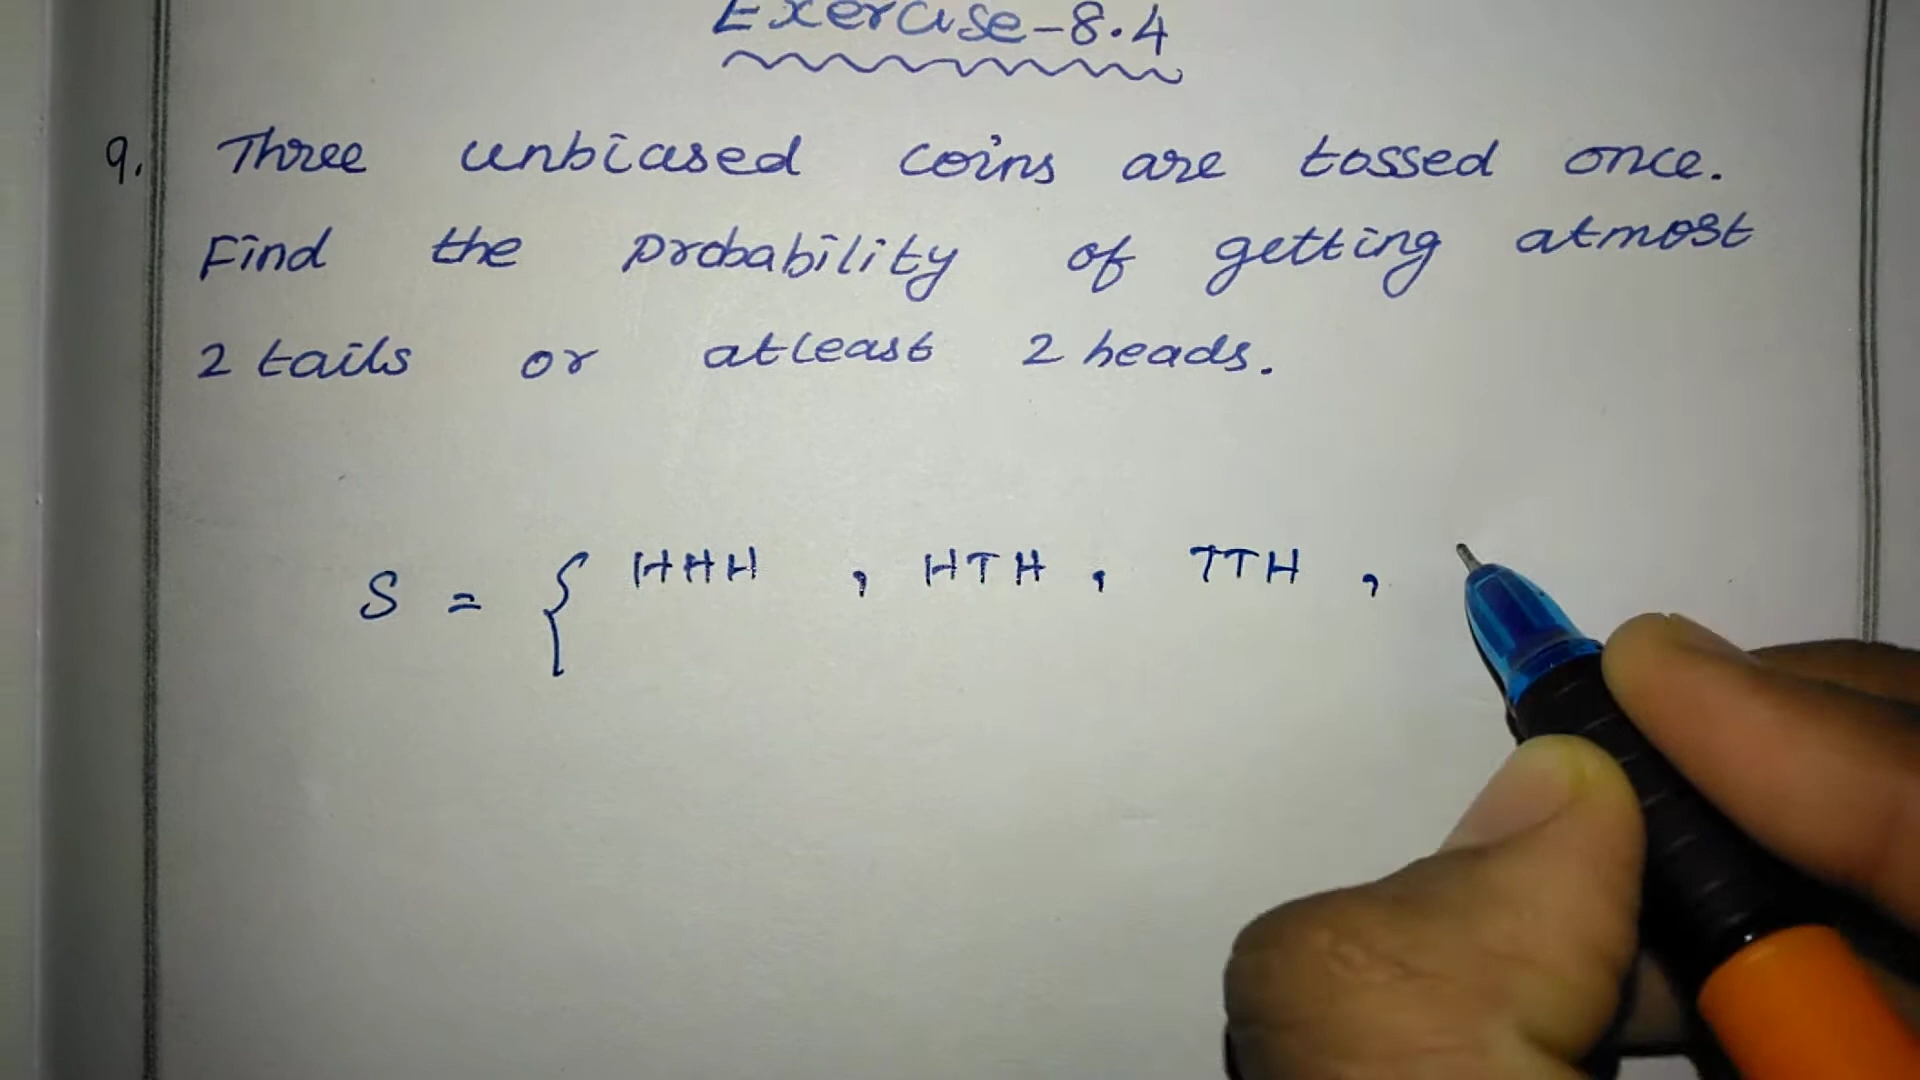 Exercise-8.4
9. Three unbiased coins are tossed once.
Find the probability of getting atmost
2 tails or atleast 2 heads.
S = { HHH , HTH , TTH ,